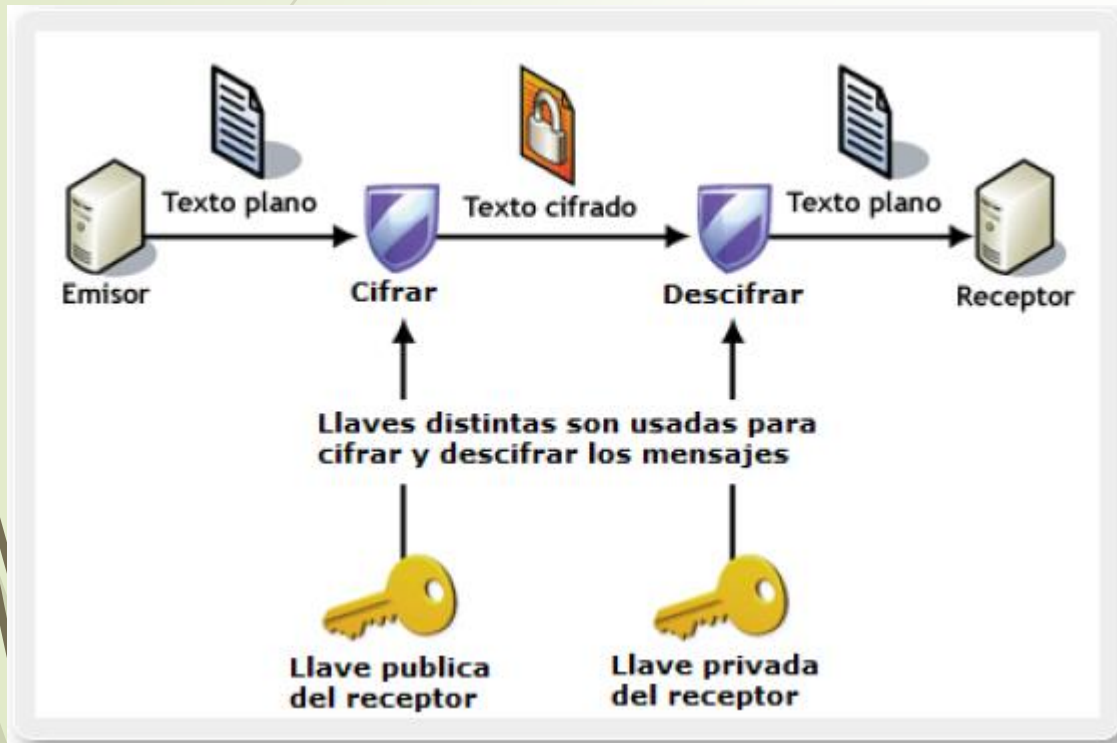 Texto plano
Texto cifrado
Texto plano
Emisor
Cifrar
Descifrar
Receptor
Llaves distintas son usadas para
cifrar y descifrar los mensajes
Llave publica
del receptor
Llave privada
del receptor